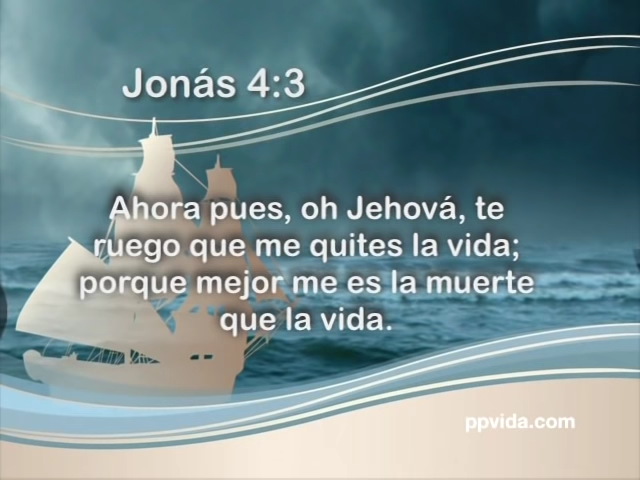 Jonás 4:3
Ahora pues, oh Jehová, te
ruego que me quites la vida;
porque mejor me es la muerte
que la vida.
ppvida.com